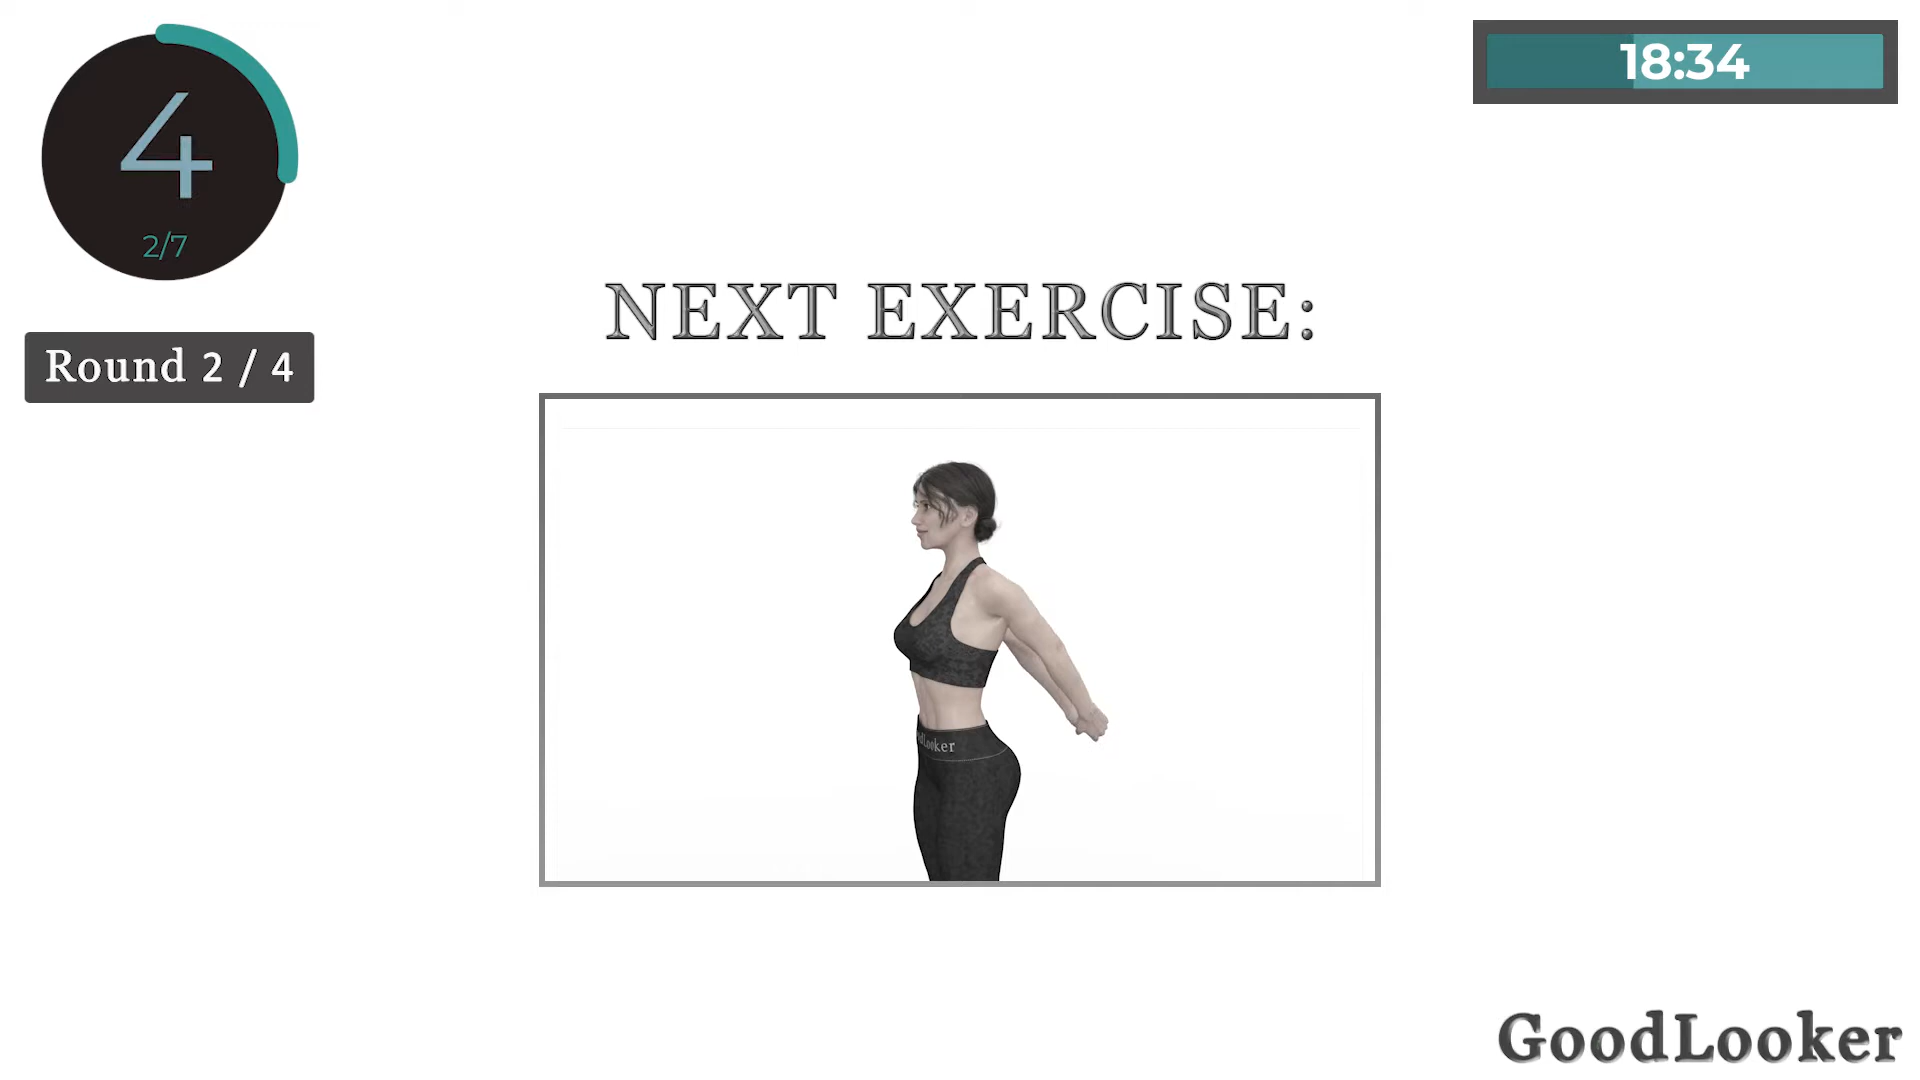 4
2/7
18:34
Round 2 / 4
NEXT EXERCISE:
GoodLooker